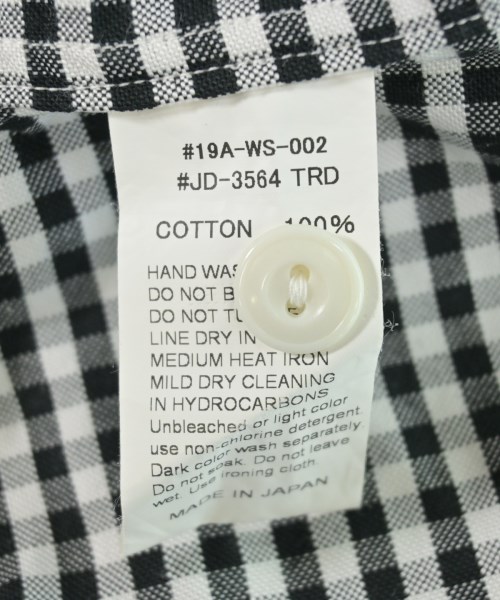 #19A-WS-002
#JD-3564 TRD
COTTON 100%
HAND
DO NOT
DO NOT
LINE DRY IN
MEDIUM HEAT IRON
MILD DRY CLEANING
IN HYDROCARBONS
Unbleached or light color
use non-chlorine detergent.
Dark color wash separately.
Do not soak. Do not leave
wet. Use ironing cloth.
MADE IN JAPAN